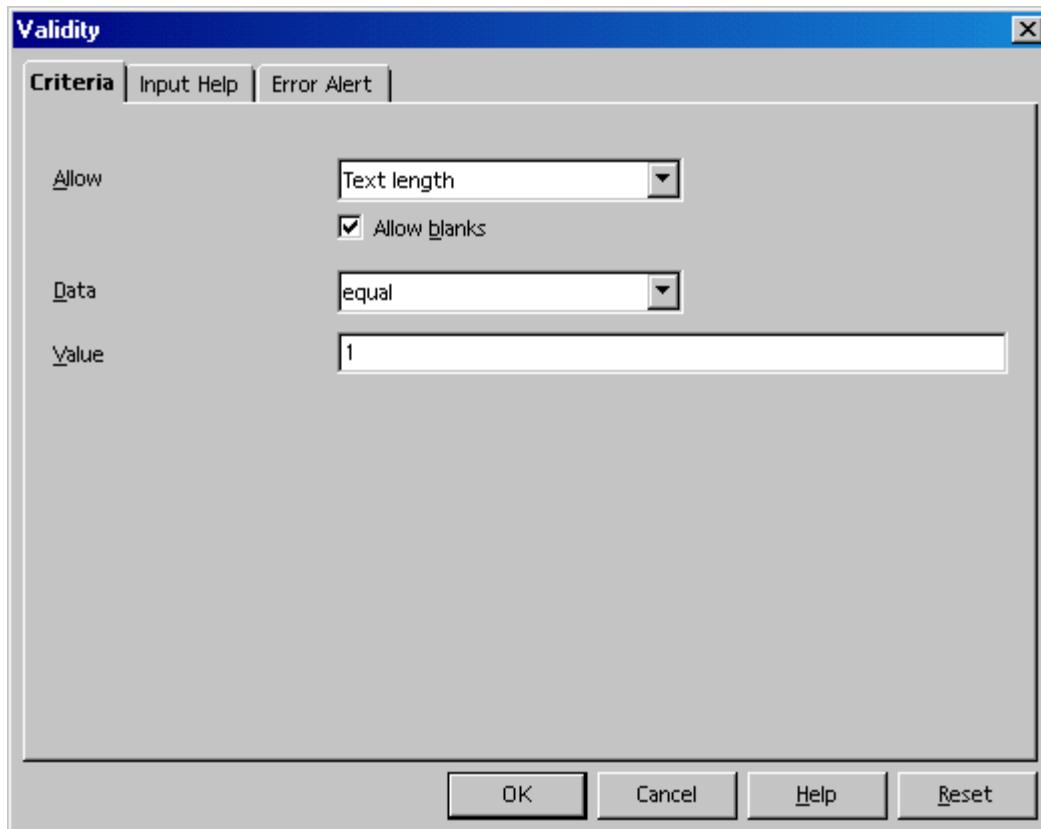 Validity
Criteria Input Help Error Alert
Allow Text length
Allow blanks
Data equal
Value 1
OK Cancel Help Reset